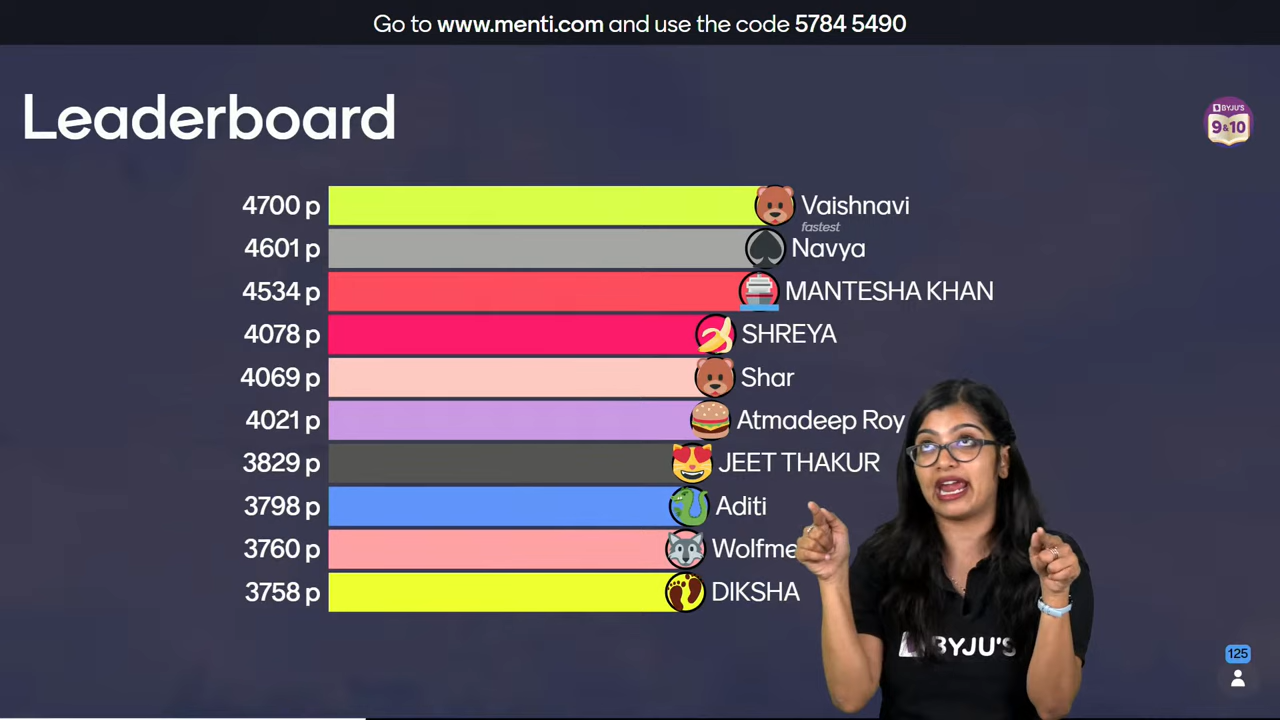 Go to www.menti.com and use the code 5784 5490
Leaderboard
BYJU'S
9&10
4700 p Vaishnavi
fastest
4601 p Navya
4534 p MANTESHA KHAN
4078 p SHREYA
4069 p Shar
4021 p Atmadeep Roy
3829 p JEET THAKUR
3798 p Aditi
3760 p Wolfme
3758 p DIKSHA
BYJU'S
125